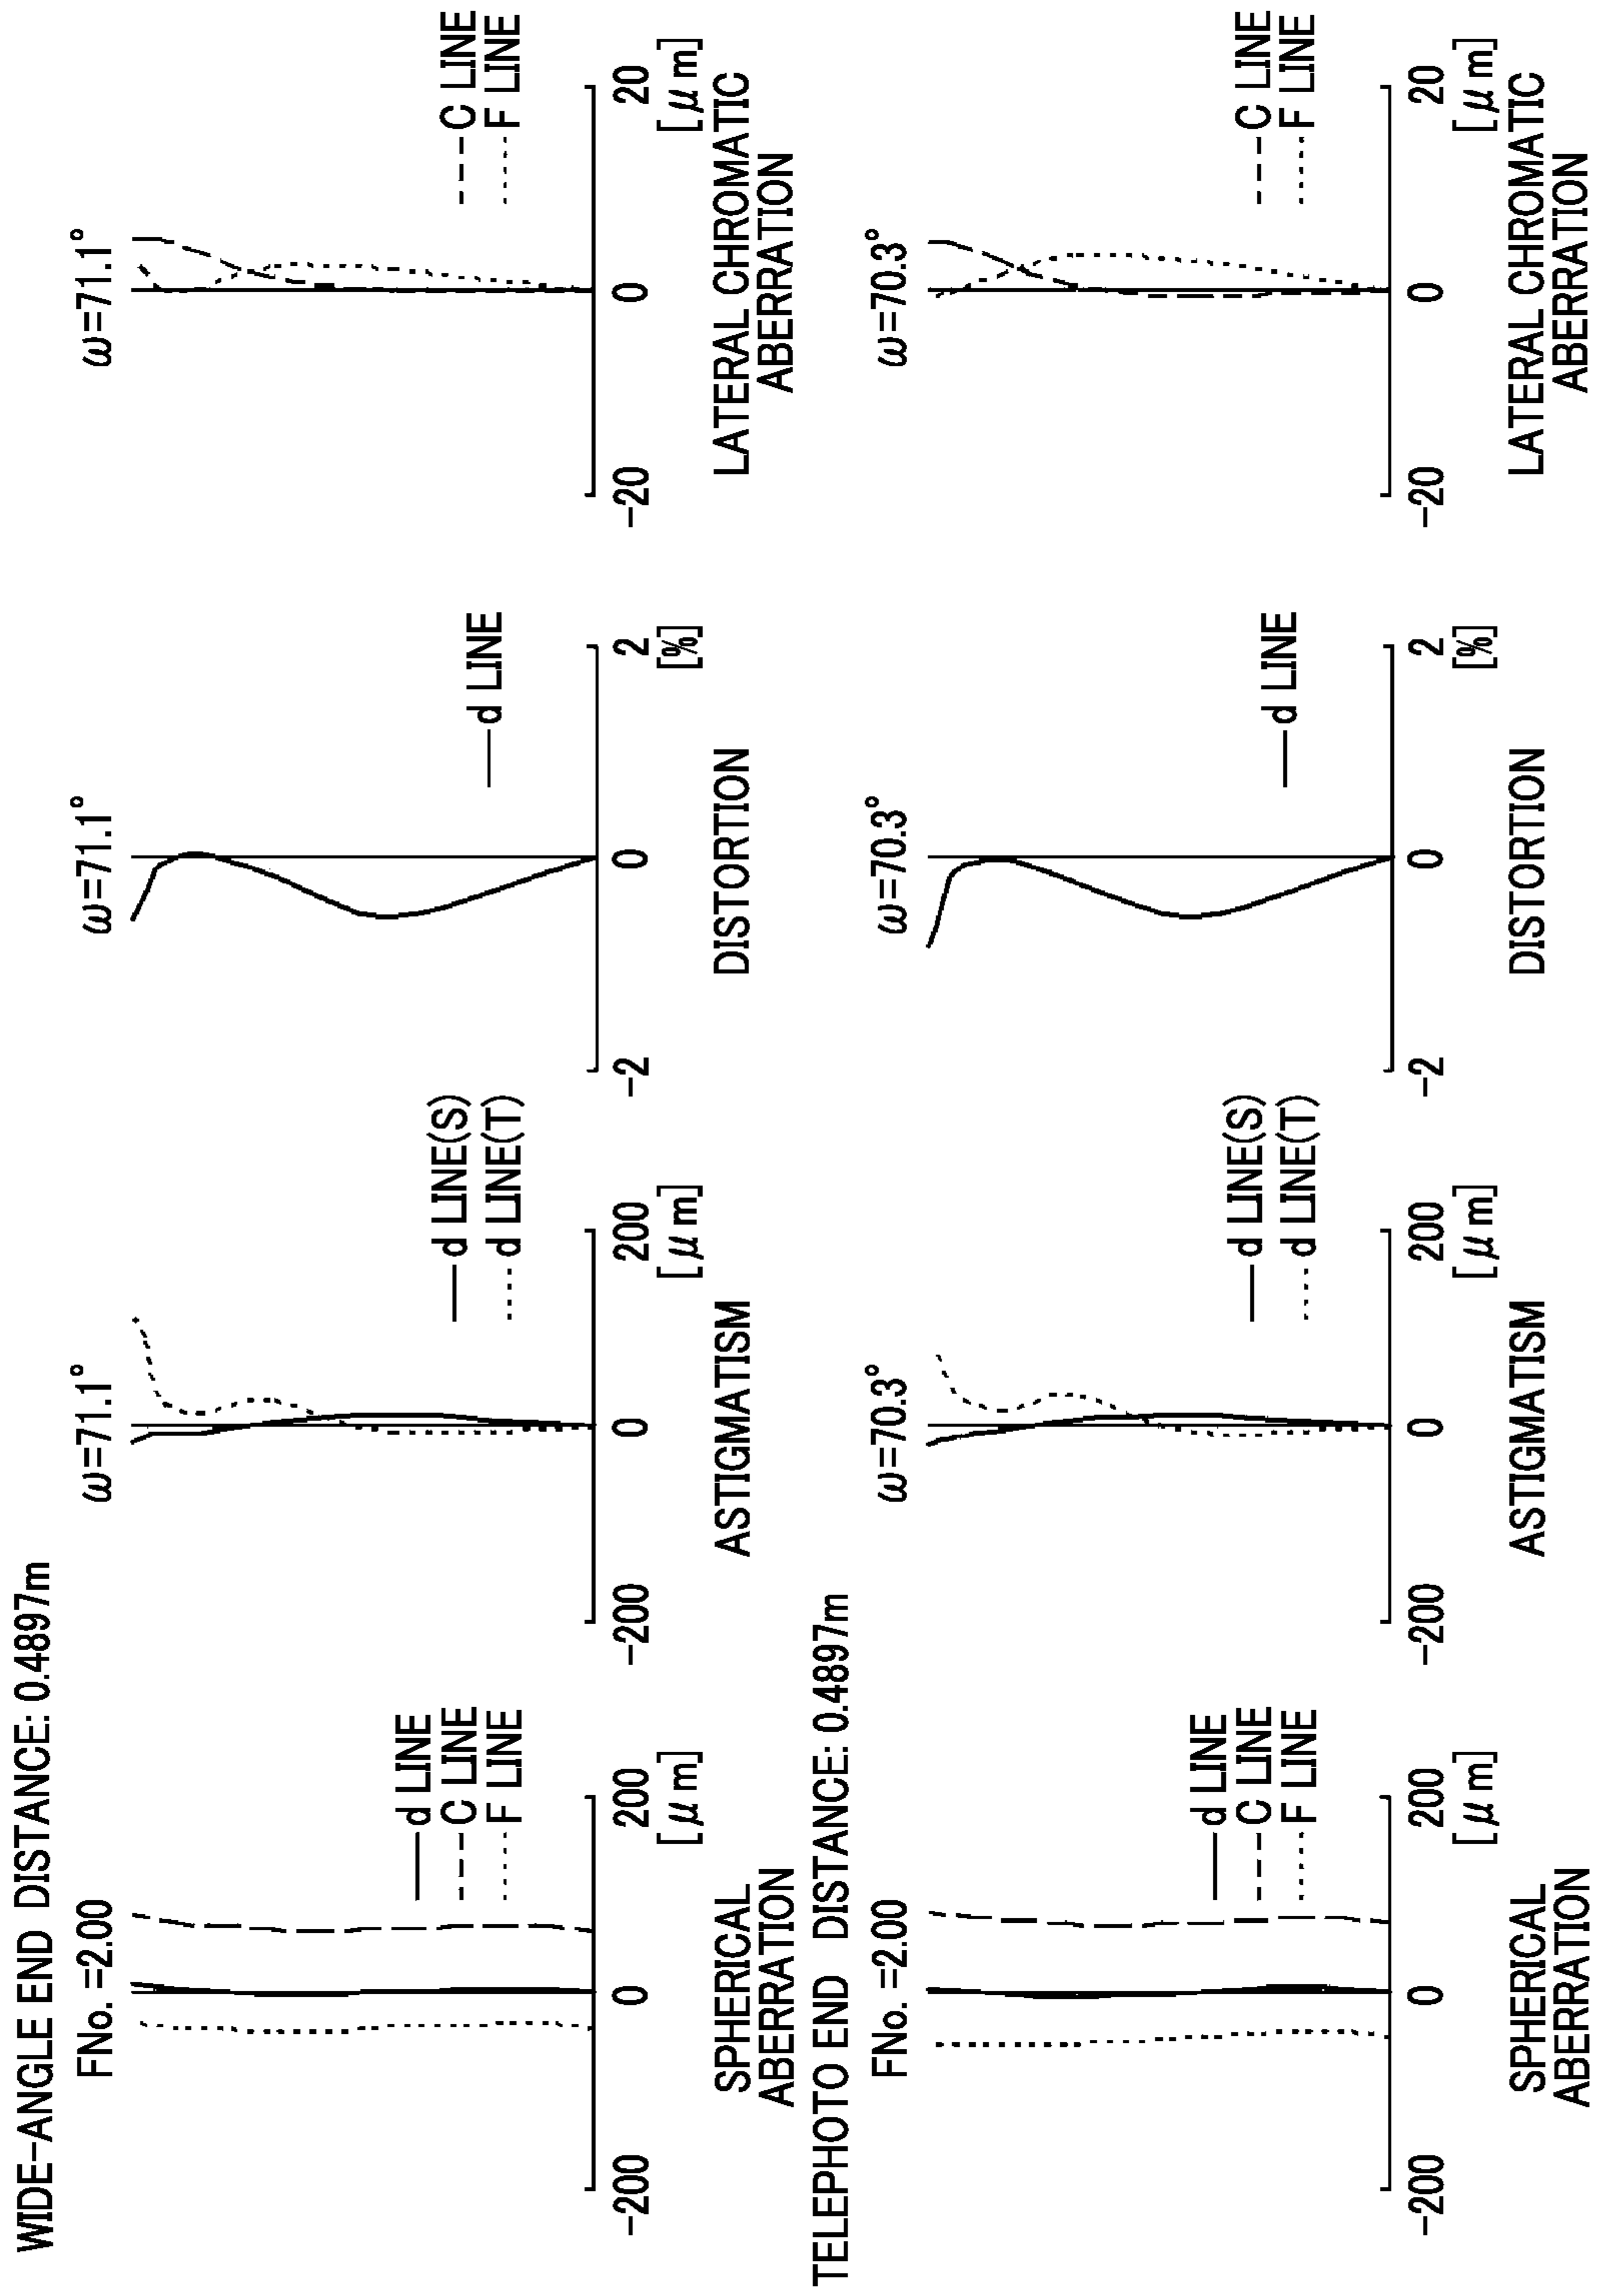 WIDE-ANGLE END DISTANCE: 0.4897m
FNo. =2.00
d LINE
C LINE
F LINE
-200 0 200
[μm]
SPHERICAL
ABERRATION
ω=71.1°
d LINE(S)
d LINE(T)
-200 0 200
[μm]
ASTIGMATISM
ω=71.1°
d LINE
-2 0 2
[%]
DISTORTION
ω=71.1°
C LINE
F LINE
-20 0 20
[μm]
LATERAL CHROMATIC
ABERRATION
TELEPHOTO END DISTANCE: 0.4897m
FNo. =2.00
d LINE
C LINE
F LINE
-200 0 200
[μm]
SPHERICAL
ABERRATION
ω=70.3°
d LINE(S)
d LINE(T)
-200 0 200
[μm]
ASTIGMATISM
ω=70.3°
d LINE
-2 0 2
[%]
DISTORTION
ω=70.3°
C LINE
F LINE
-20 0 20
[μm]
LATERAL CHROMATIC
ABERRATION